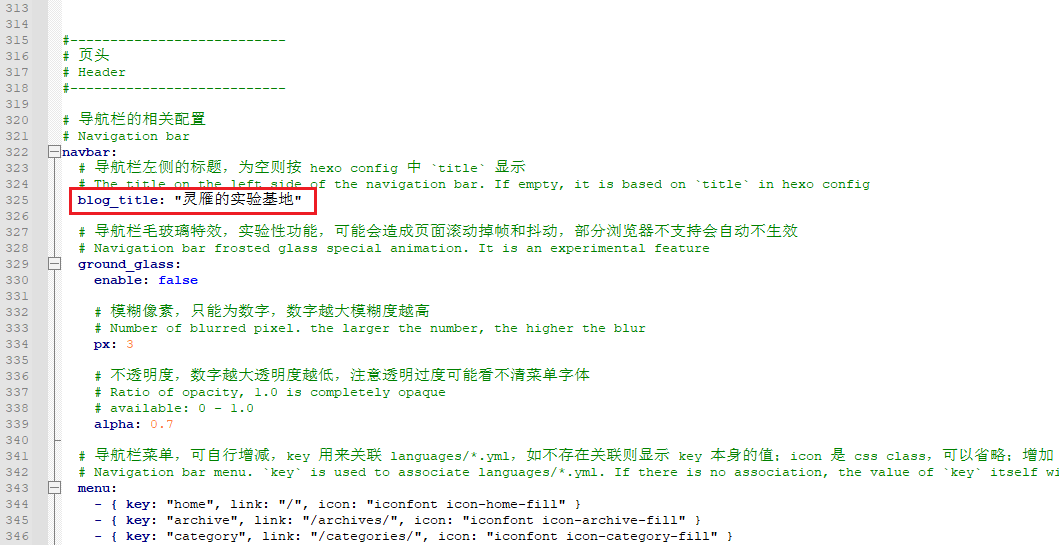 313
314
315 #---------------------------
316 # 页头
317 # Header
318 #---------------------------
319
320 # 导航栏的相关配置
321 # Navigation bar
322 navbar:
323 # 导航栏左侧的标题，为空则按 hexo config 中 `title` 显示
324 # The title on the left side of the navigation bar. If empty, it is based on `title` in hexo config
325 blog_title: "灵雁的实验基地"
326
327 # 导航栏毛玻璃特效，实验性功能，可能会造成页面滚动掉帧和抖动，部分浏览器不支持会自动不生效
328 # Navigation bar frosted glass special animation. It is an experimental feature
329 ground_glass:
330 enable: false
331
332 # 模糊像素，只能为数字，数字越大模糊度越高
333 # Number of blurred pixel. the larger the number, the higher the blur
334 px: 3
335
336 # 不透明度，数字越大透明度越低，注意透明过度可能看不清菜单字体
337 # Ratio of opacity, 1.0 is completely opaque
338 # available: 0 - 1.0
339 alpha: 0.7
340
341 # 导航栏菜单，可自行增减，key 用来关联 languages/*.yml，如不存在关联则显示 key 本身的值；icon 是 css class，可以省略；增加
342 # Navigation bar menu. `key` is used to associate languages/*.yml. If there is no association, the value of `key` itself wi
343 menu:
344 - { key: "home", link: "/", icon: "iconfont icon-home-fill" }
345 - { key: "archive", link: "/archives/", icon: "iconfont icon-archive-fill" }
346 - { key: "category", link: "/categories/", icon: "iconfont icon-category-fill" }